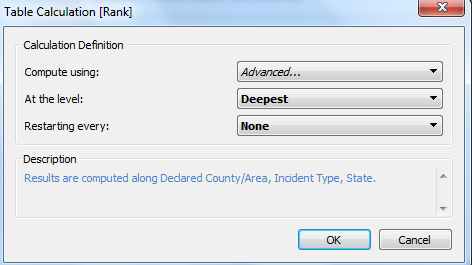 Table Calculation [Rank]
Calculation Definition
Compute using: Advanced...
At the level: Deepest
Restarting every: None
Description
Results are computed along Declared County/Area, Incident Type, State.
OK Cancel